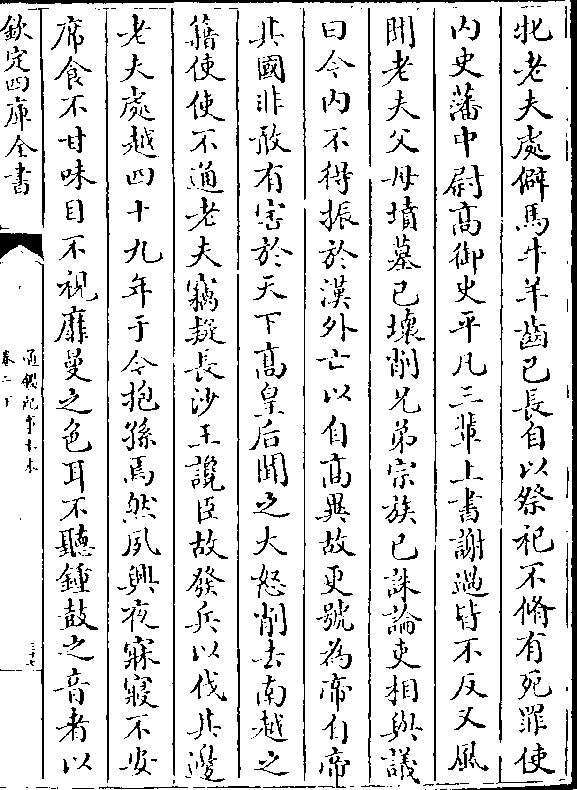 牝老夫處僻馬牛羊齒已長自以祭祀不脩有死罪使
内史藩中尉髙御史平凡三輩上書謝過皆不反又風
聞老夫父母墳墓已壞削兄弟宗族已誅論吏相與議
曰今内不得振於漢外亡以自髙異故更號為帝自帝
其國非敢有害於天下髙皇后聞之大怒削去南越之
籍使使不通老夫竊疑長沙王讒臣故發兵以伐其邊
老夫處越四十九年于今抱孫焉然夙興夜寐寢不安
席食不甘味目不視靡曼之色耳不聽鐘鼓之音者以
欽定四庫全書
通鑑紀事本末
卷二下